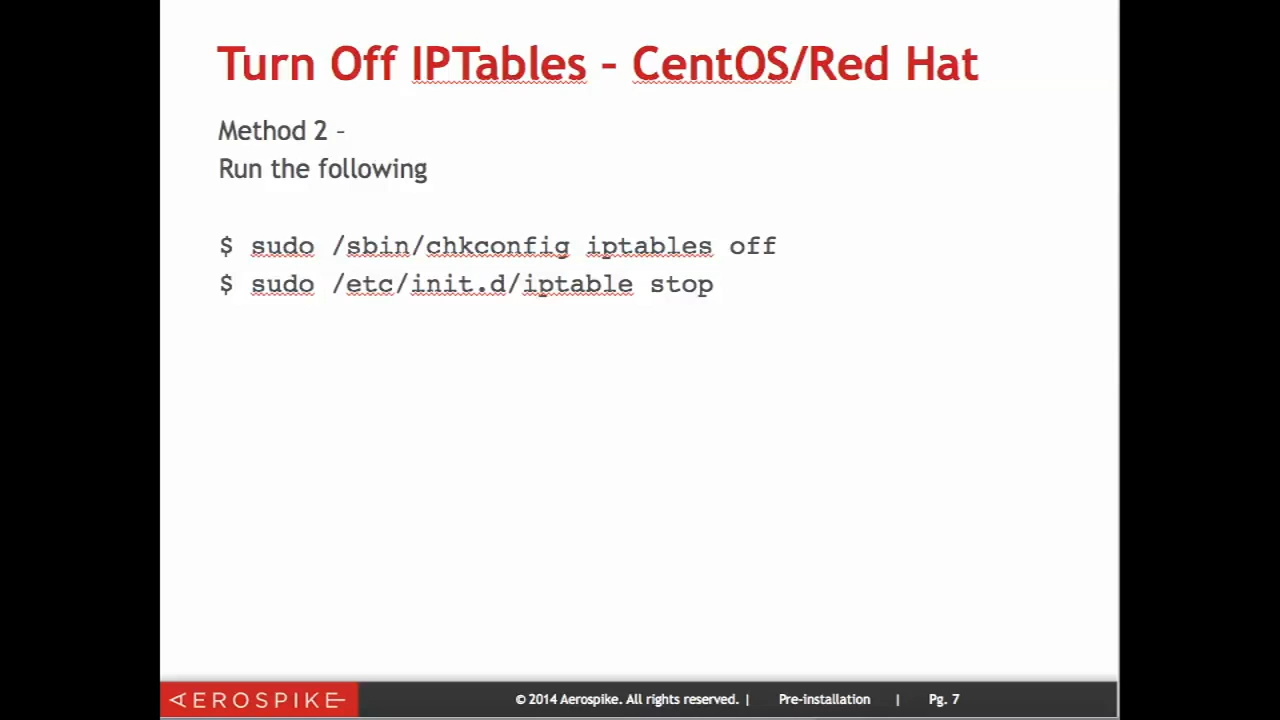 Turn Off IPTables – CentOS/Red Hat
Method 2 –
Run the following
$ sudo /sbin/chkconfig iptables off
$ sudo /etc/init.d/iptable stop
AEROSPIKE
© 2014 Aerospike. All rights reserved. | Pre-installation | Pg. 7